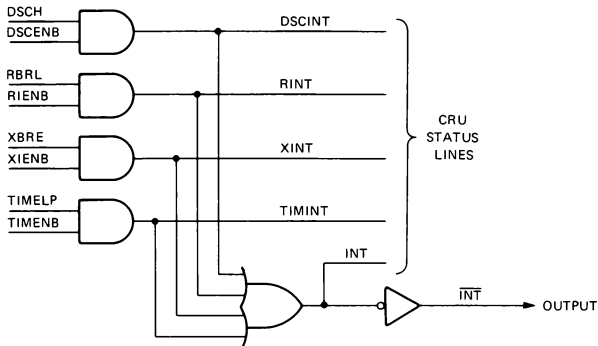 DSCH
DSCENB
DSCINT
RBRL
RIENB
RINT
XBRE
XIENB
XINT
TIMELP
TIMENB
TIMINT
CRU
STATUS
LINES
INT
INT
OUTPUT